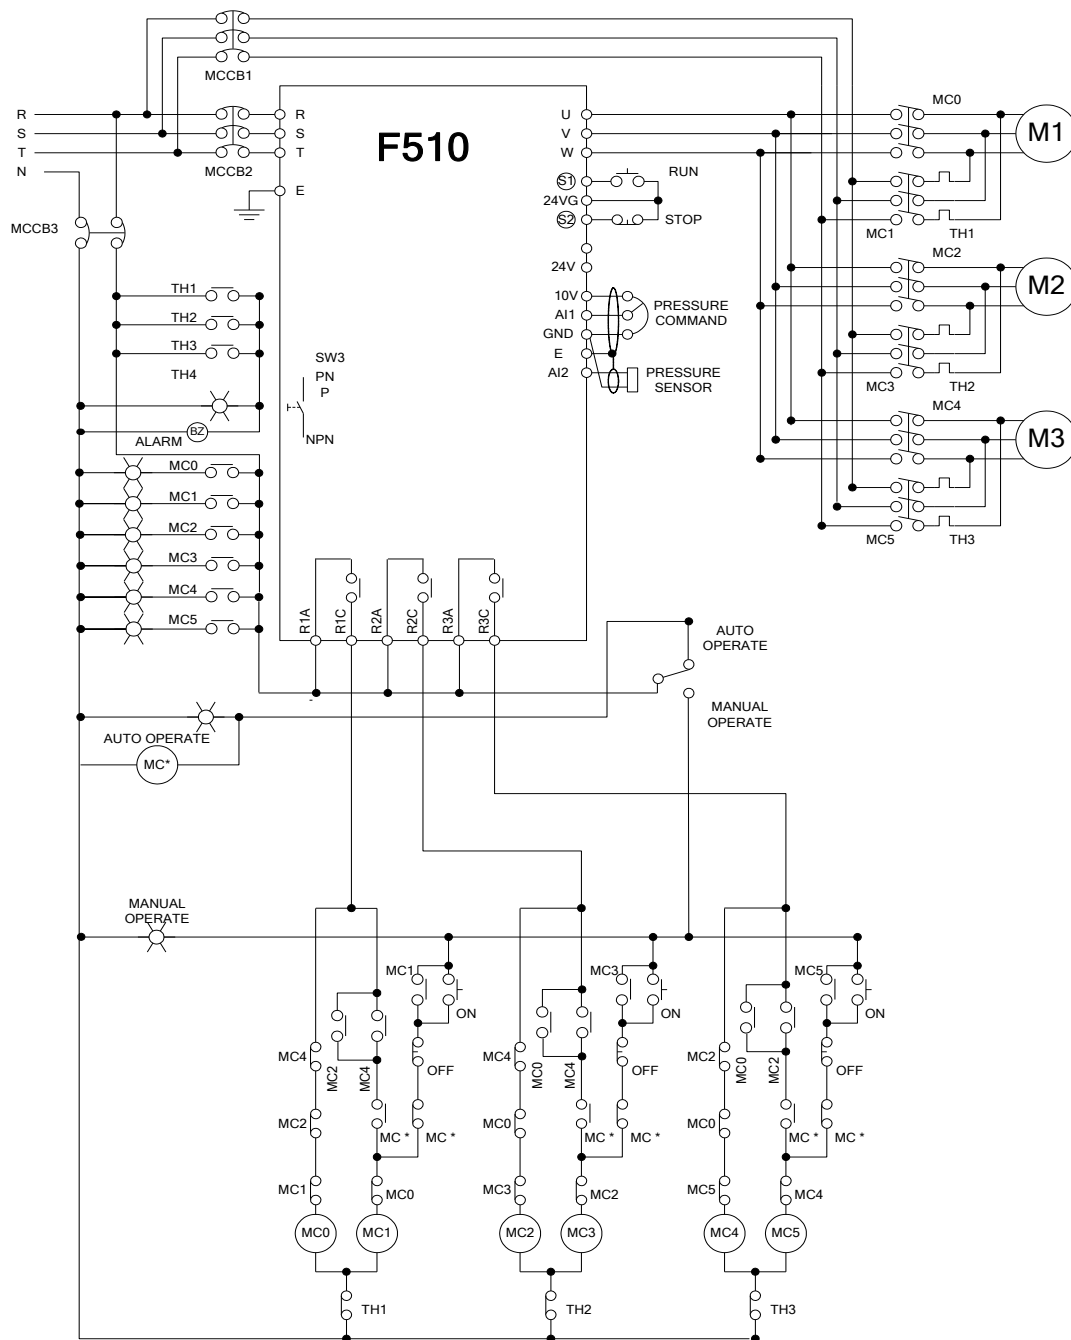 MCCB1
R
S
T
N
MCCB2
R
S
T
E
F510
U
V
W
S1
24VG
S2
RUN
STOP
24V
10V
AI1
GND
E
AI2
PRESSURE
COMMAND
PRESSURE
SENSOR
MC0
M1
MC1
TH1
MC2
M2
MC3
TH2
MC4
M3
MC5
TH3
MCCB3
TH1
TH2
TH3
TH4
SW3
PN
P
NPN
ALARM
BZ
MC0
MC1
MC2
MC3
MC4
MC5
R1A
R1C
R2A
R2C
R3A
R3C
AUTO
OPERATE
MANUAL
OPERATE
AUTO OPERATE
MC*
MANUAL
OPERATE
MC1
ON
MC4
MC2
MC4
OFF
MC2
MC *
MC *
MC1
MC0
MC0
MC1
TH1
MC3
ON
MC4
MC0
MC4
OFF
MC0
MC *
MC *
MC3
MC2
MC2
MC3
TH2
MC5
ON
MC2
MC0
MC2
OFF
MC0
MC *
MC *
MC5
MC4
MC4
MC5
TH3